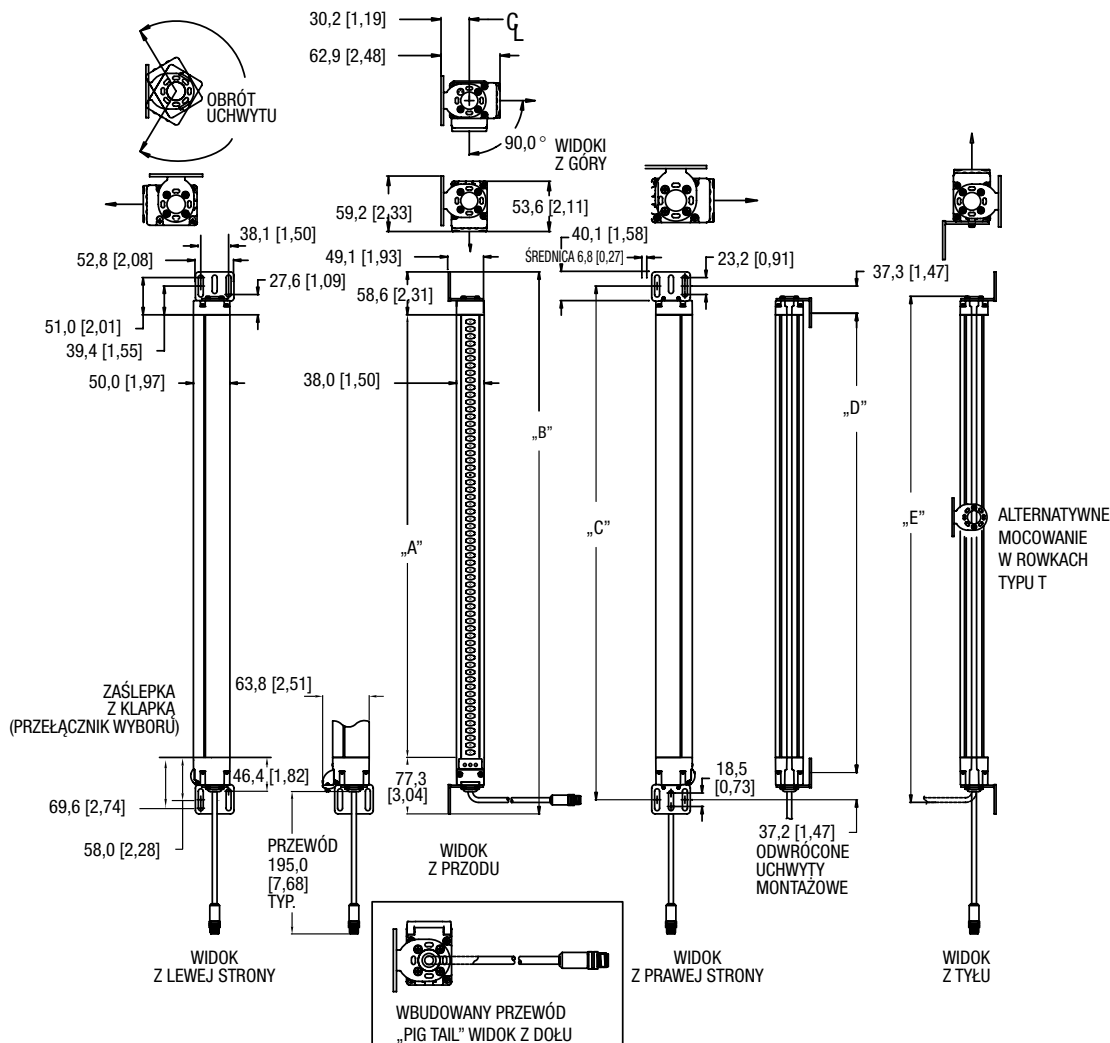 30,2 [1,19]
62,9 [2,48]
CL
OBRÓT
UCHWYTU
90,0 °
WIDOKI
Z GÓRY
59,2 [2,33]
53,6 [2,11]
38,1 [1,50]
52,8 [2,08]
27,6 [1,09]
51,0 [2,01]
39,4 [1,55]
50,0 [1,97]
49,1 [1,93]
58,6 [2,31]
38,0 [1,50]
40,1 [1,58]
ŚREDNICA 6,8 [0,27]
23,2 [0,91]
37,3 [1,47]
„A”
„B”
„C”
„D”
„E”
ALTERNATYWNE
MOCOWANIE
W ROWKACH
TYPU T
ZAŚLEPKA
Z KLAPKĄ
(PRZEŁĄCZNIK WYBORU)
63,8 [2,51]
46,4 [1,82]
69,6 [2,74]
58,0 [2,28]
77,3
[3,04]
18,5
[0,73]
37,2 [1,47]
ODWRÓCONE
UCHWYTY
MONTAŻOWE
PRZEWÓD
195,0
[7,68]
TYP.
WIDOK
Z PRZODU
WIDOK
Z LEWEJ STRONY
WIDOK
Z PRAWEJ STRONY
WIDOK
Z TYŁU
WBUDOWANY PRZEWÓD
„PIG TAIL” WIDOK Z DOŁU